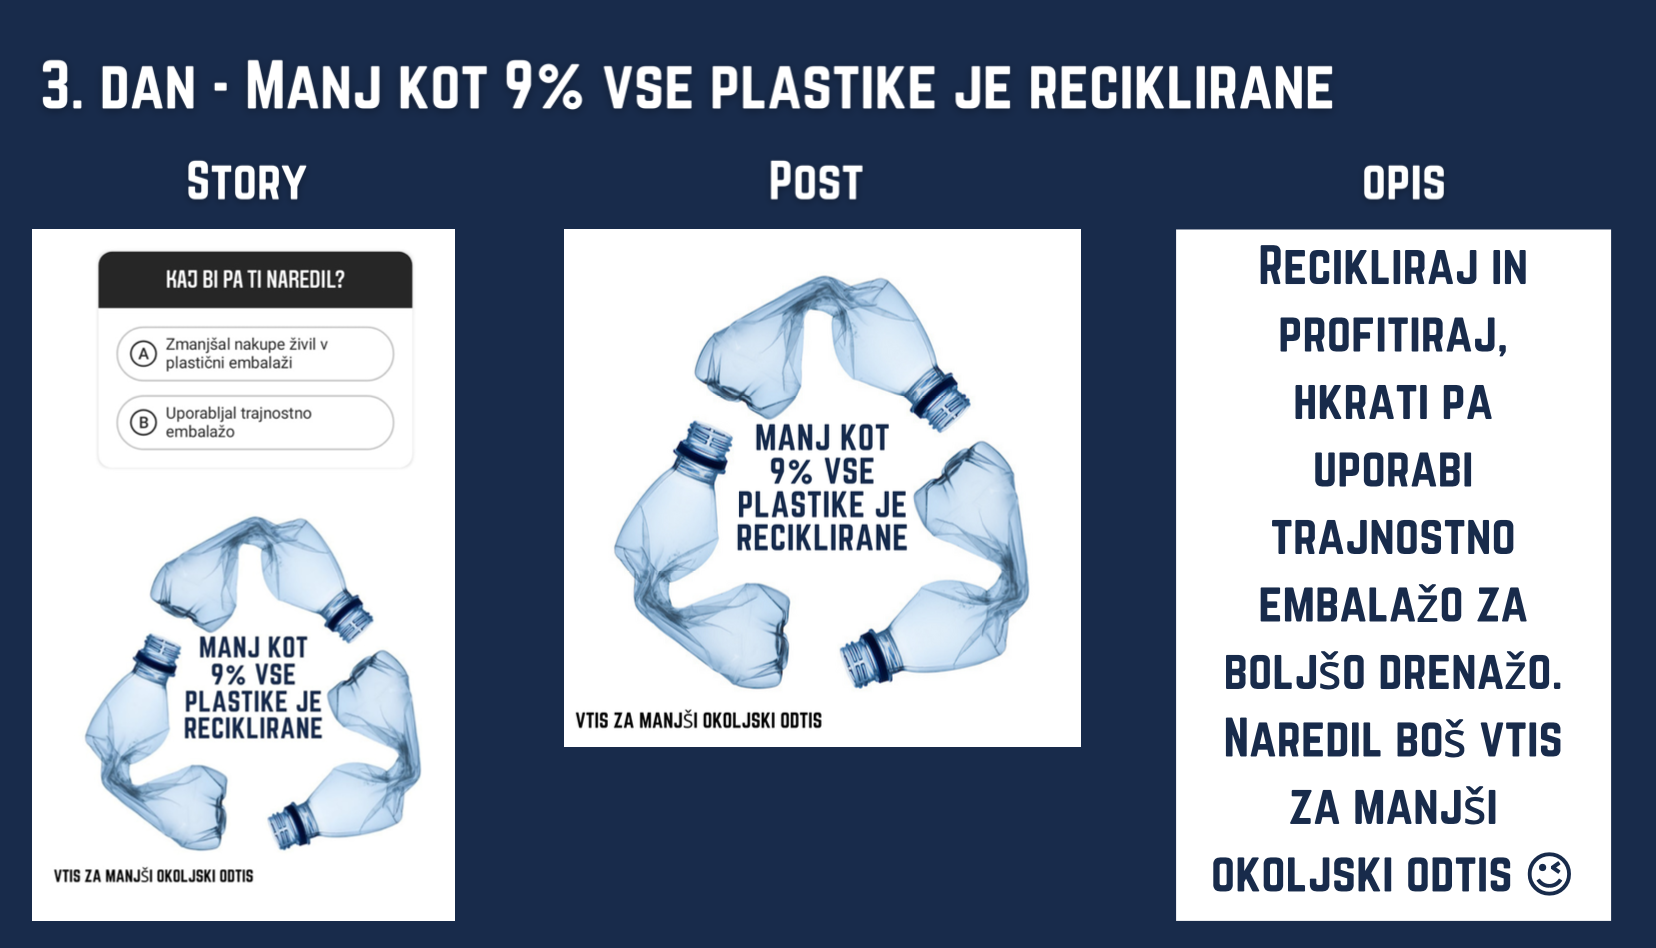 3. DAN - MANJ KOT 9% VSE PLASTIKE JE RECIKLIRANE
STORY
KAJ BI PA TI NAREDIL?
A Zmanjšal nakupe živil v
plastični embalaži
B Uporabljal trajnostno
embalažo
MANJ KOT
9% VSE
PLASTIKE JE
RECIKLIRANE
VTIS ZA MANJŠI OKOLJSKI ODTIS
POST
MANJ KOT
9% VSE
PLASTIKE JE
RECIKLIRANE
VTIS ZA MANJŠI OKOLJSKI ODTIS
OPIS
RECIKLIRAJ IN
PROFITIRAJ,
HKRATI PA
UPORABI
TRAJNOSTNO
EMBALAŽO ZA
BOLJŠO DRENAŽO.
NAREDIL BOŠ VTIS
ZA MANJŠI
OKOLJSKI ODTIS 😉